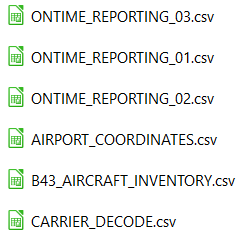 ONTIME_REPORTING_03.csv
ONTIME_REPORTING_01.csv
ONTIME_REPORTING_02.csv
AIRPORT_COORDINATES.csv
B43_AIRCRAFT_INVENTORY.csv
CARRIER_DECODE.csv